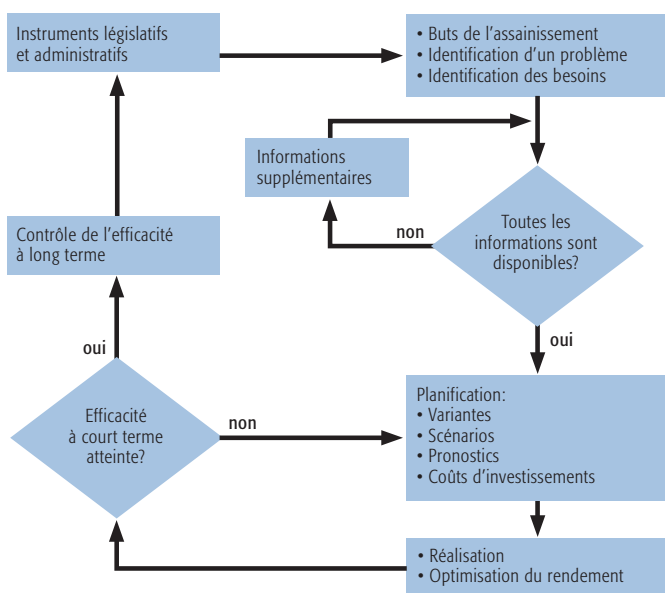 Instruments législatifs
et administratifs
• Buts de l'assainissement
• Identification d'un problème
• Identification des besoins
Informations
supplémentaires
non
Toutes les
informations sont
disponibles?
oui
Contrôle de l'efficacité
à long terme
oui
Efficacité
à court terme
atteinte?
non
Planification:
• Variantes
• Scénarios
• Pronostics
• Coûts d'investissements
• Réalisation
• Optimisation du rendement